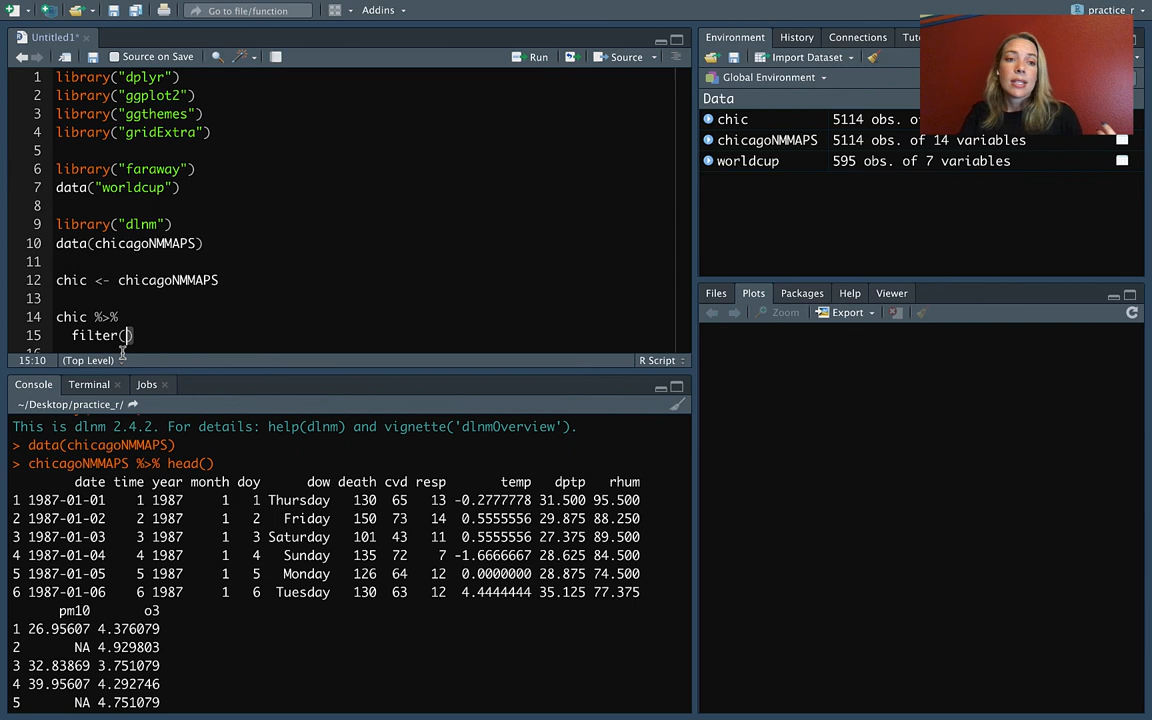 Go to file/function
Addins
practice_r
Untitled1*
Source on Save
Run
Source
1 library("dplyr")
2 library("ggplot2")
3 library("ggthemes")
4 library("gridExtra")
5
6 library("faraway")
7 data("worldcup")
8
9 library("dlnm")
10 data(chicagoNMMAPS)
11
12 chic <- chicagoNMMAPS
13
14 chic %>%
15 filter()
15:10 (Top Level) R Script
Console Terminal Jobs
~/Desktop/practice_r/
This is dlnm 2.4.2. For details: help(dlnm) and vignette('dlnmOverview').
> data(chicagoNMMAPS)
> chicagoNMMAPS %>% head()
date time year month doy dow death cvd resp temp dptp rhum
1 1987-01-01 1 1987 1 1 Thursday 130 65 13 -0.2777778 31.500 95.500
2 1987-01-02 2 1987 1 2 Friday 150 73 14 0.5555556 29.875 88.250
3 1987-01-03 3 1987 1 3 Saturday 101 43 11 0.5555556 27.375 89.500
4 1987-01-04 4 1987 1 4 Sunday 135 72 7 -1.6666667 28.625 84.500
5 1987-01-05 5 1987 1 5 Monday 126 64 12 0.0000000 28.875 74.500
6 1987-01-06 6 1987 1 6 Tuesday 130 63 12 4.4444444 35.125 77.375
pm10 o3
1 26.95607 4.376079
2 NA 4.929803
3 32.83869 3.751079
4 39.95607 4.292746
5 NA 4.751079
Environment History Connections Tu
Import Dataset
Global Environment
Data
chic 5114 obs. o
chicagoNMMAPS 5114 obs. of 14 variables
worldcup 595 obs. of 7 variables
Files Plots Packages Help Viewer
Zoom Export